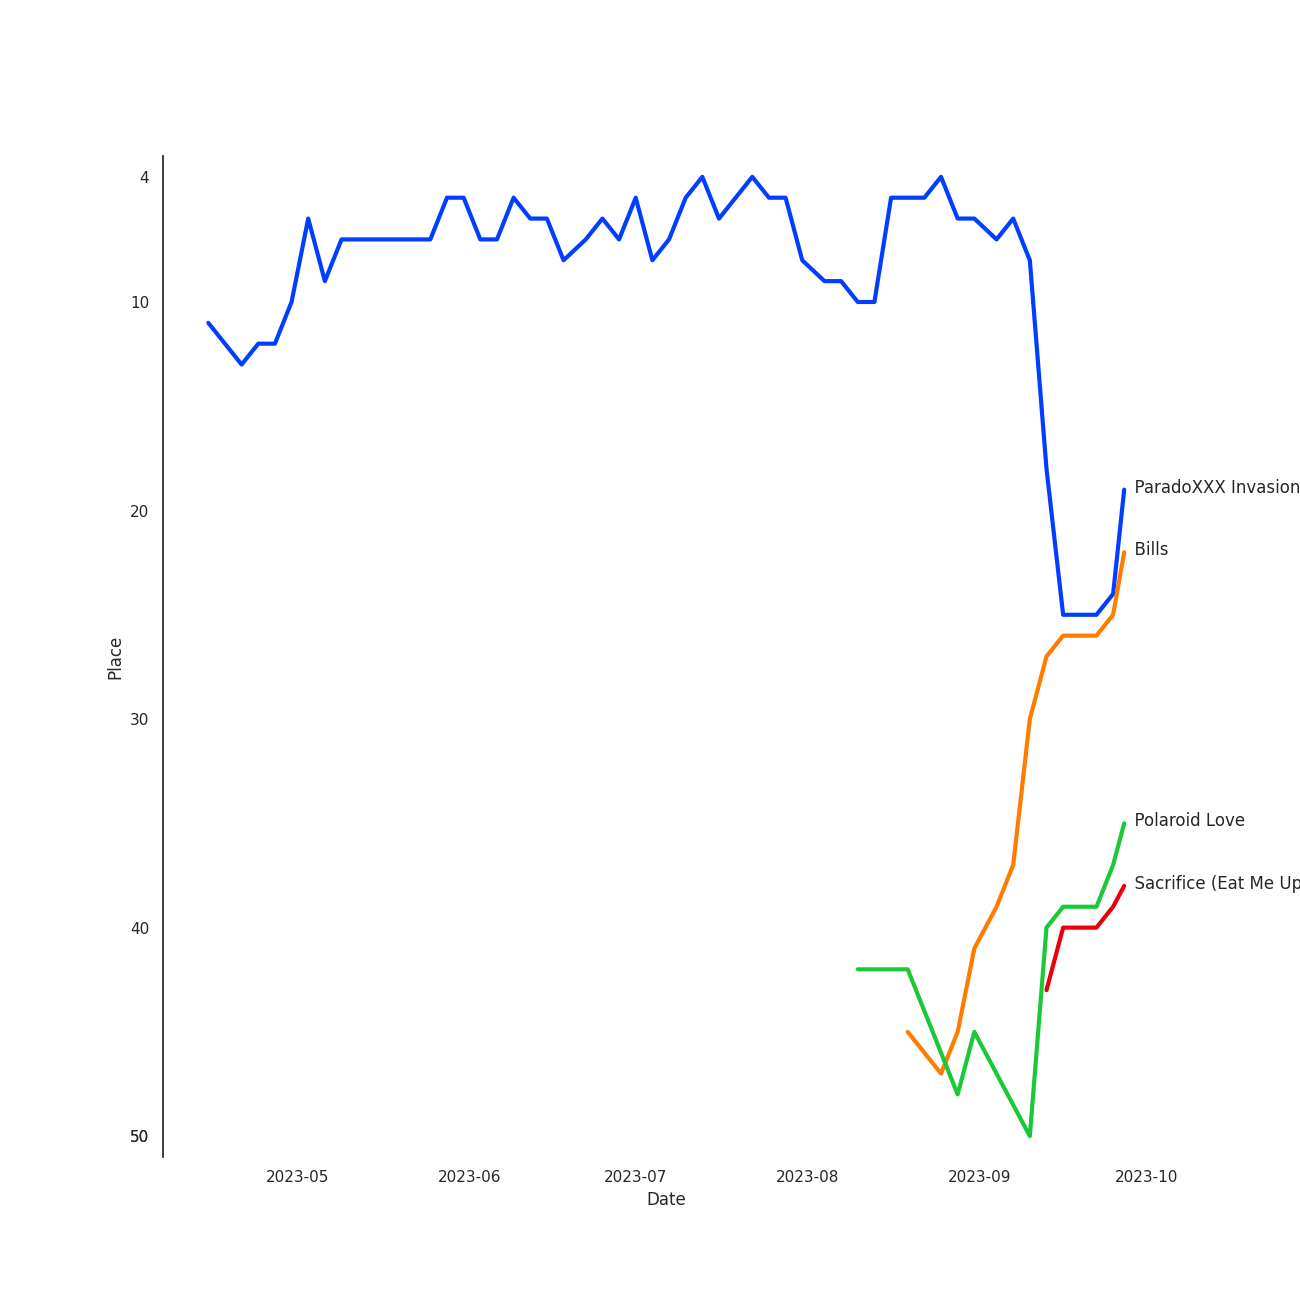 4
10
20
30
40
50
Place
ParadoXXX Invasion
Bills
Polaroid Love
Sacrifice (Eat Me Up
2023-05
2023-06
2023-07
2023-08
2023-09
2023-10
Date